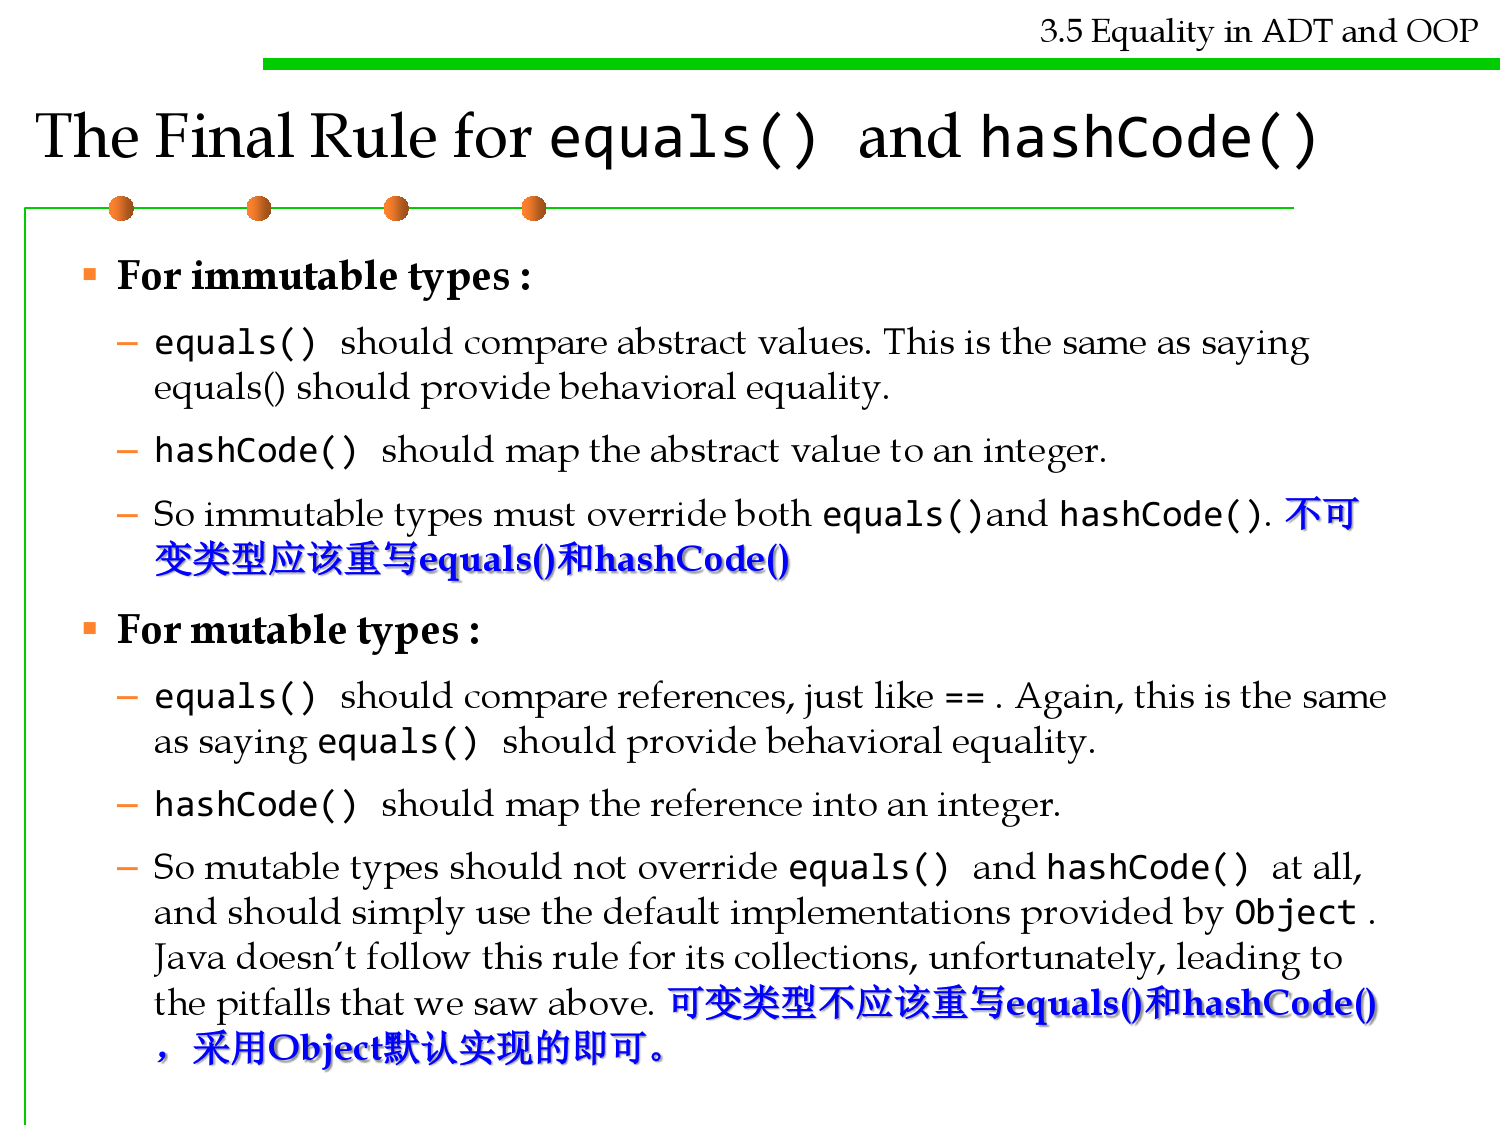 3.5 Equality in ADT and OOP
The Final Rule for equals() and hashCode()
▪ For immutable types :
– equals() should compare abstract values. This is the same as saying
equals() should provide behavioral equality.
– hashCode() should map the abstract value to an integer.
– So immutable types must override both equals()and hashCode(). 不可
变类型应该重写equals()和hashCode()
▪ For mutable types :
– equals() should compare references, just like == . Again, this is the same
as saying equals() should provide behavioral equality.
– hashCode() should map the reference into an integer.
– So mutable types should not override equals() and hashCode() at all,
and should simply use the default implementations provided by Object .
Java doesn’t follow this rule for its collections, unfortunately, leading to
the pitfalls that we saw above. 可变类型不应该重写equals()和hashCode()
，采用Object默认实现的即可。